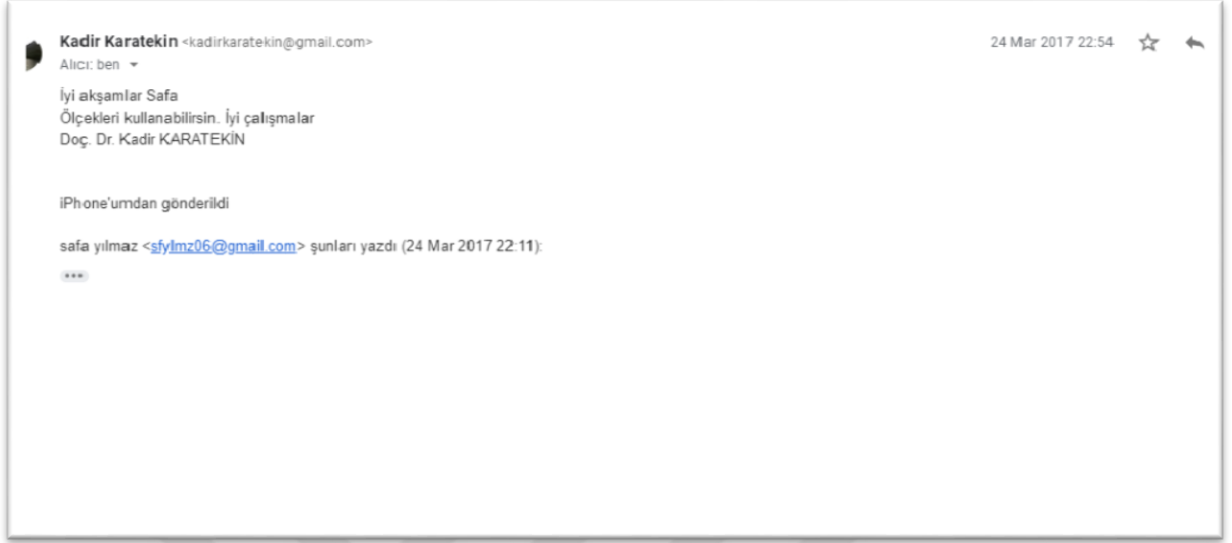 Kadir Karatekin <kadirkaratekin@gmail.com> 24 Mar 2017 22:54
Alıcı: ben
İyi akşamlar Safa
Ölçekleri kullanabilirsin. İyi çalışmalar
Doç. Dr. Kadir KARATEKİN
iPhone'umdan gönderildi
safa yılmaz <sfylmz06@gmail.com> şunları yazdı (24 Mar 2017 22:11):